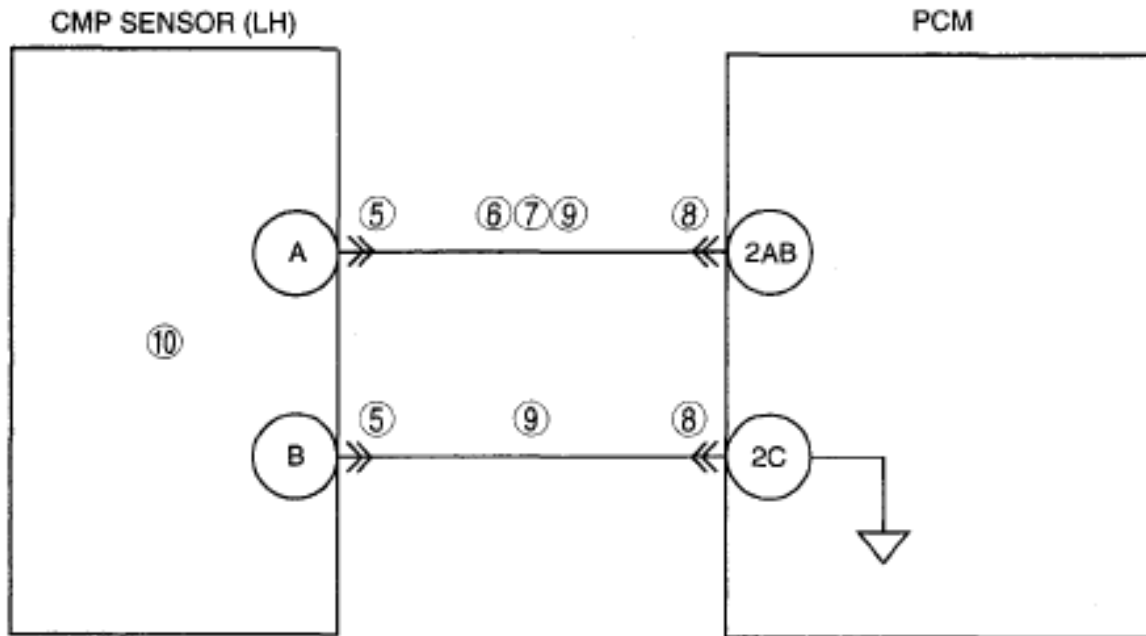 CMP SENSOR (LH) PCM
⑤ ⑥⑦⑨ ⑧
A 2AB
⑩
⑤ ⑨ ⑧
B 2C